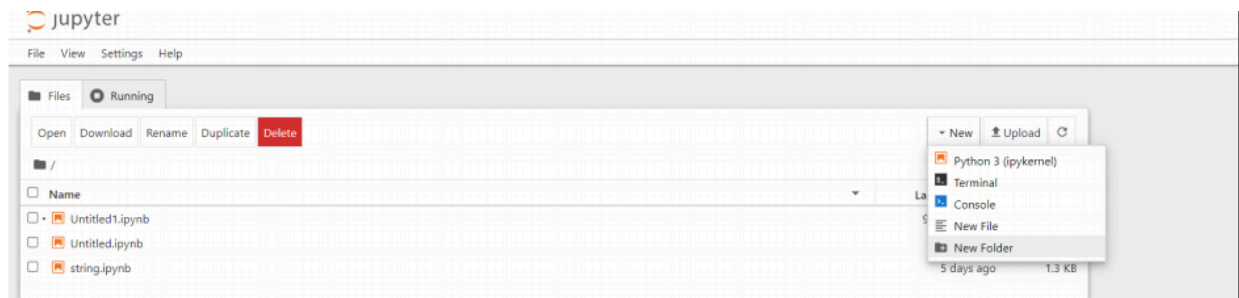 jupyter
File View Settings Help
Files Running
Open Download Rename Duplicate Delete New Upload
/
Python 3 (ipykernel)
Terminal
Name La
Console
Untitled1.ipynb
New File
Untitled.ipynb
New Folder
string.ipynb 5 days ago 1.3 KB